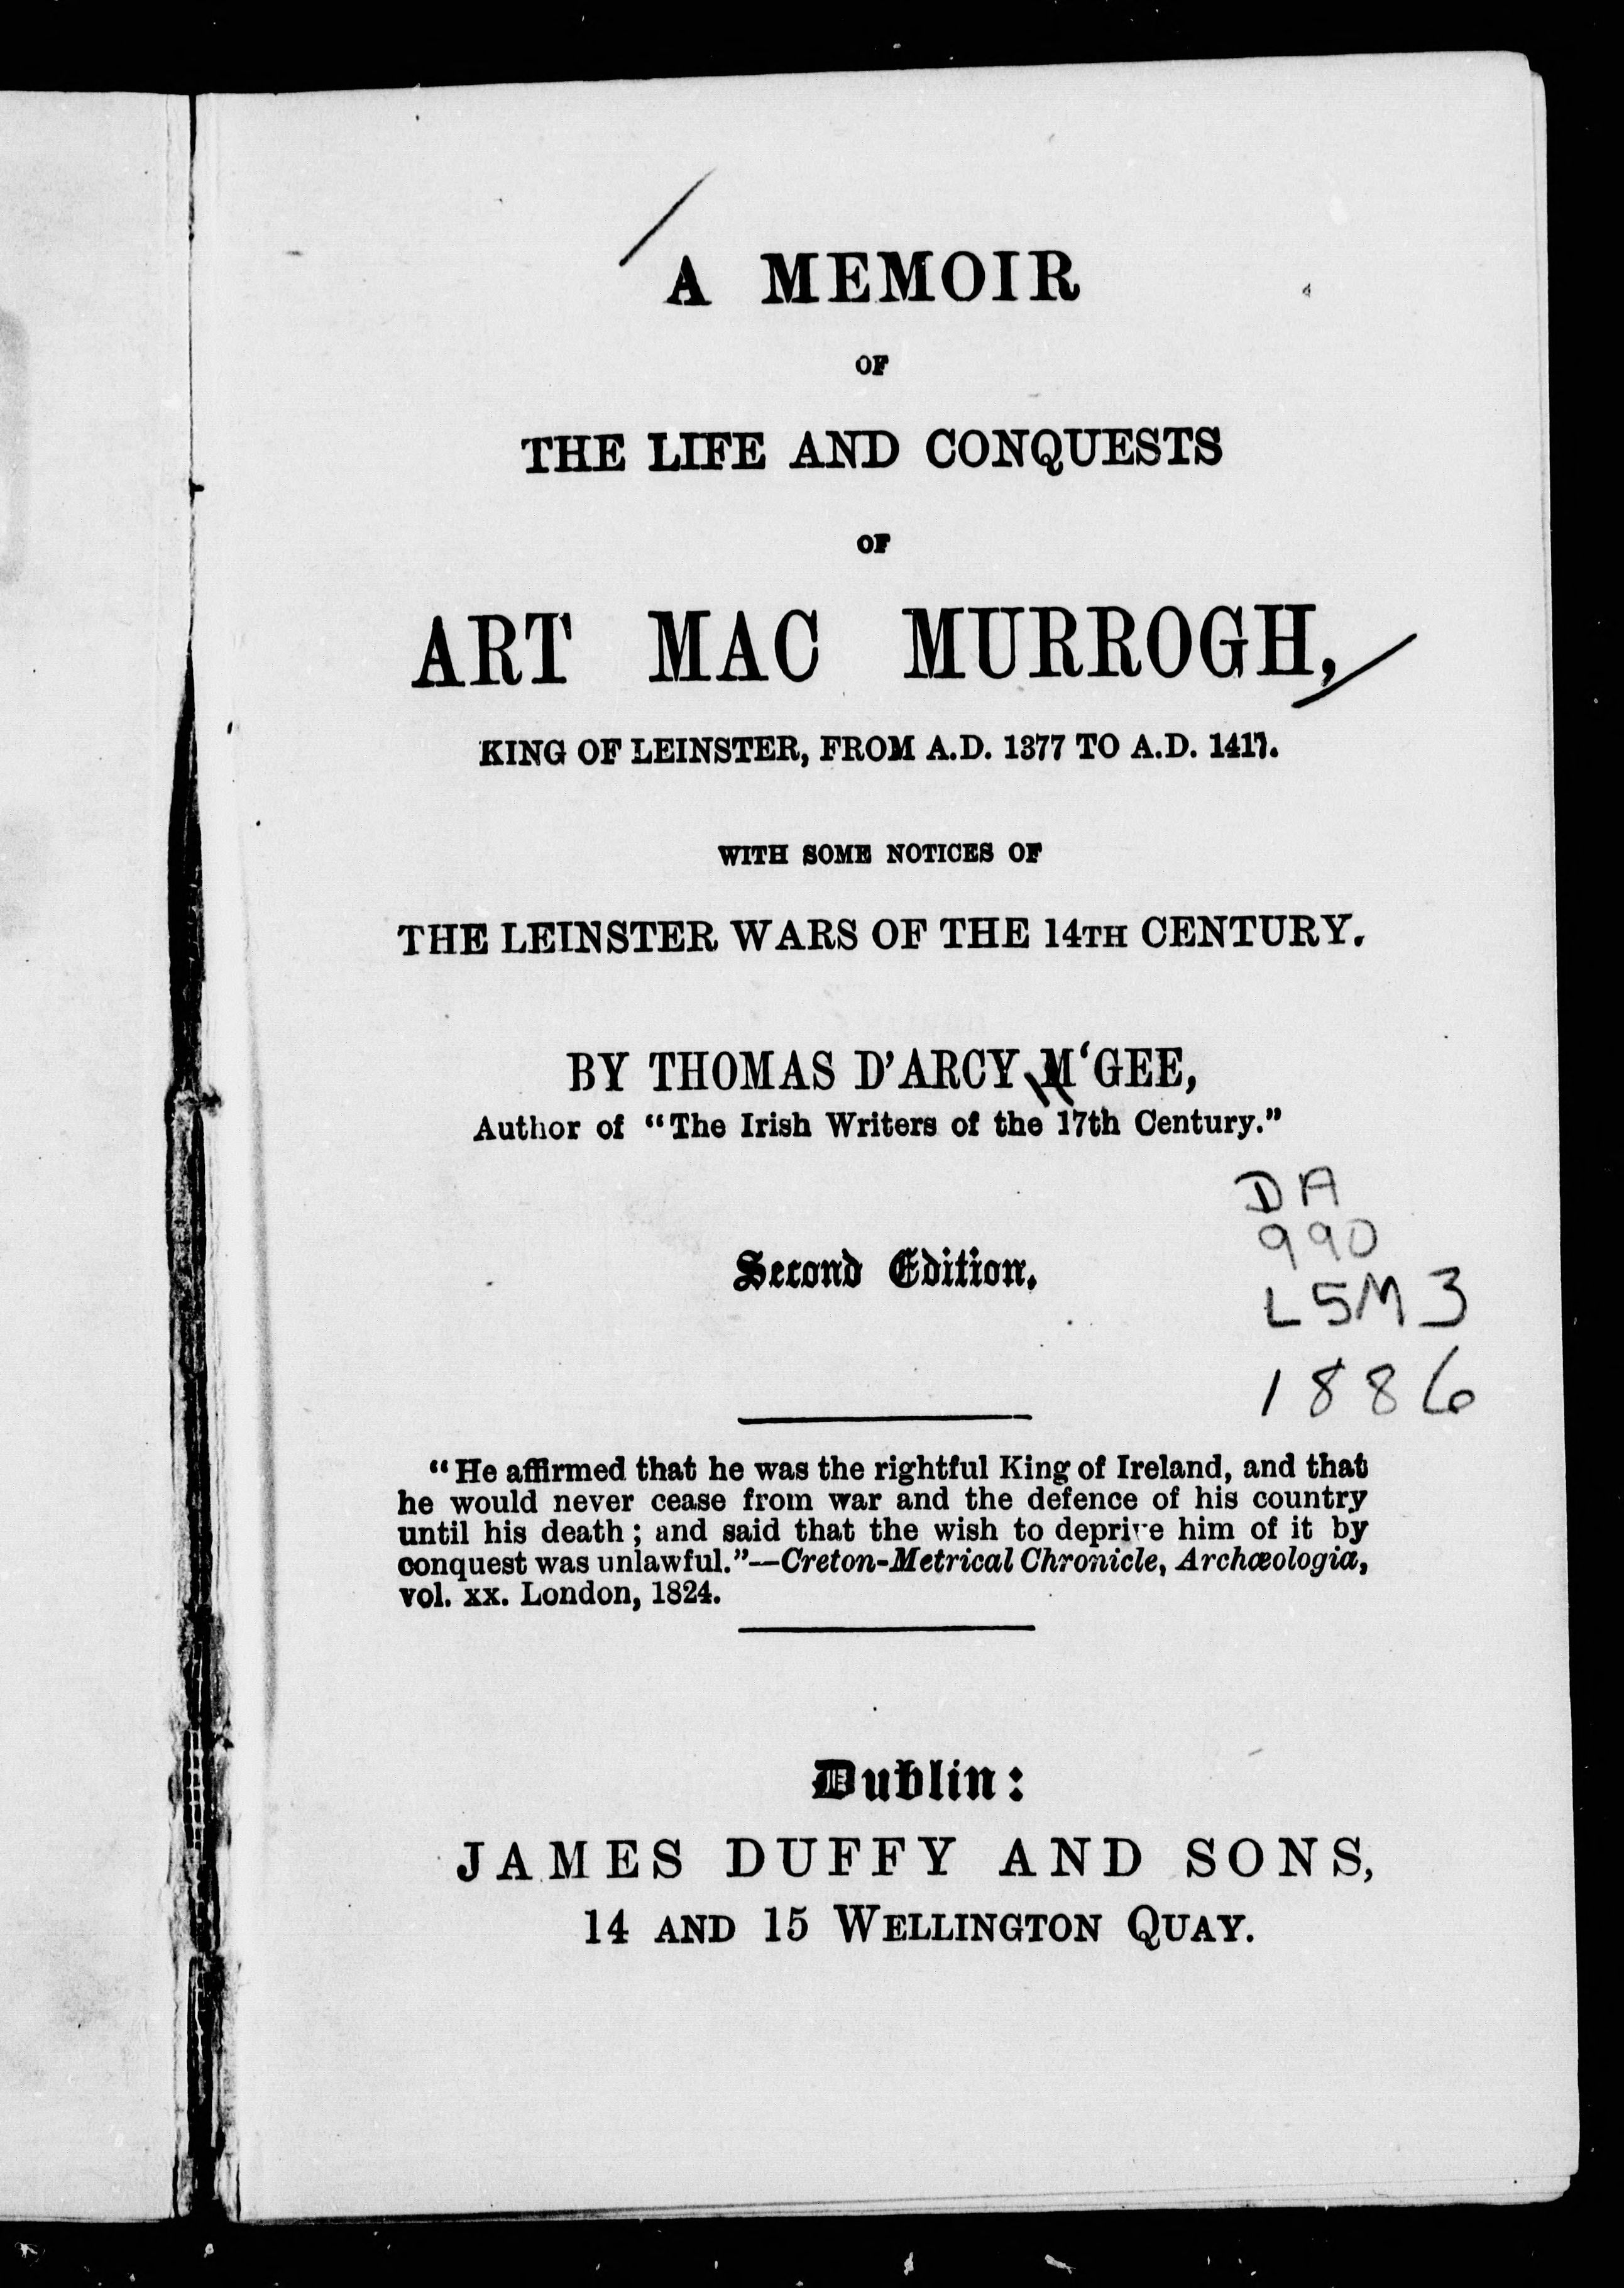 A MEMOIR
OF
THE LIFE AND CONQUESTS
OF
ART MAC MURROGH,
KING OF LEINSTER, FROM A.D. 1377 TO A.D. 1417.
WITH SOME NOTICES OF
THE LEINSTER WARS OF THE 14TH CENTURY.
BY THOMAS D'ARCY M‘GEE,
Author of "The Irish Writers of the 17th Century."
DA
990
L5M3
1886
Second Edition.
"He affirmed that he was the rightful King of Ireland, and that
he would never cease from war and the defence of his country
until his death; and said that the wish to deprive him of it by
conquest was unlawful."—Creton-Metrical Chronicle, Archæologia,
vol. xx. London, 1824.
Dublin:
JAMES DUFFY AND SONS,
14 AND 15 WELLINGTON QUAY.